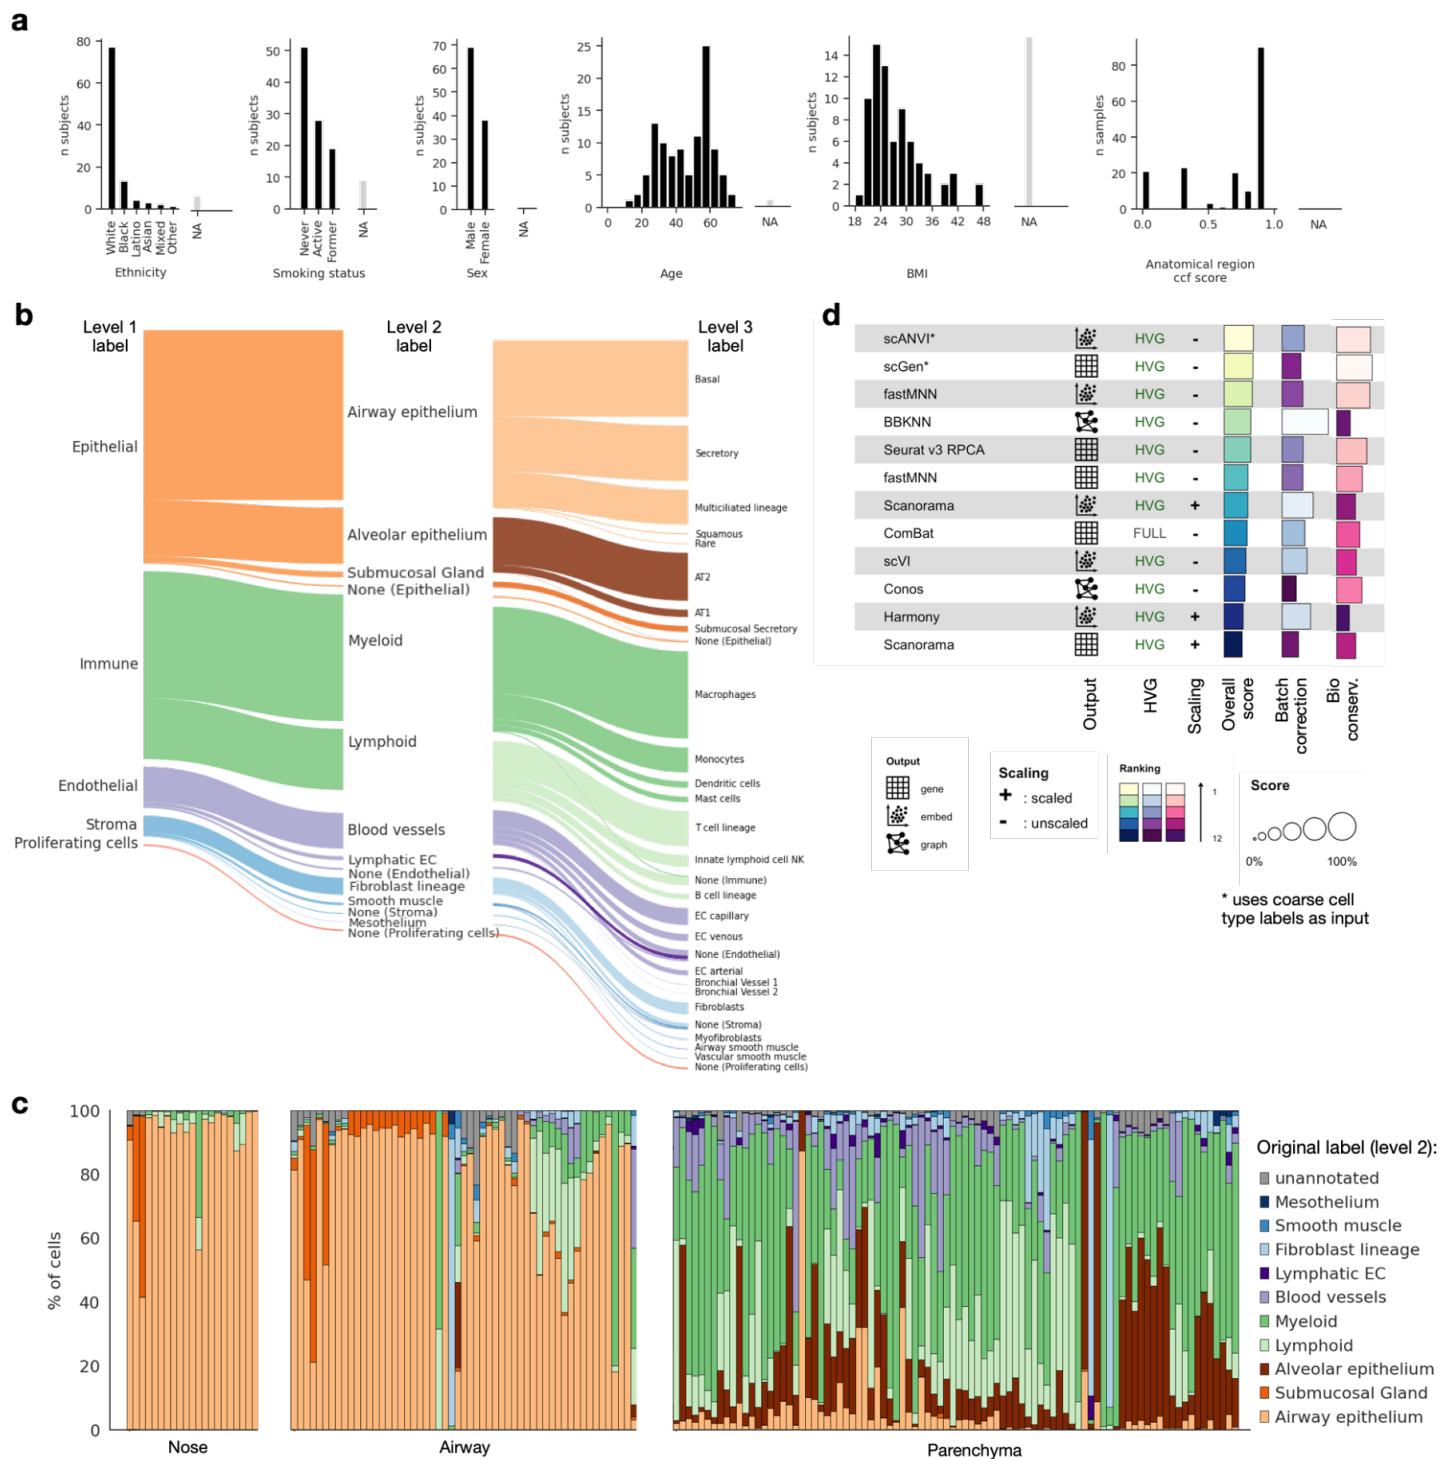 a
80
60
40
20
0
n subjects
White
Black
Latino
Asian
Mixed
Other
NA
Ethnicity
50
40
30
20
10
0
n subjects
Never
Active
Former
NA
Smoking status
70
60
50
40
30
20
10
0
n subjects
Male
Female
NA
Sex
25
20
15
10
5
0
n subjects
0 20 40 60
NA
Age
14
12
10
8
6
4
2
0
n subjects
18 24 30 36 42 48
NA
BMI
80
60
40
20
0
n samples
0.0 0.5 1.0
NA
Anatomical region
ccf score
b
Level 1
label
Level 2
label
Level 3
label
Epithelial
Immune
Endothelial
Stroma
Proliferating cells
Airway epithelium
Alveolar epithelium
Submucosal Gland
None (Epithelial)
Myeloid
Lymphoid
Blood vessels
Lymphatic EC
None (Endothelial)
Fibroblast lineage
Smooth muscle
None (Stroma)
Mesothelium
None (Proliferating cells)
Basal
Secretory
Multiciliated lineage
Squamous
Rare
AT2
AT1
Submucosal Secretory
None (Epithelial)
Macrophages
Monocytes
Dendritic cells
Mast cells
T cell lineage
Innate lymphoid cell NK
None (Immune)
B cell lineage
EC capillary
EC venous
None (Endothelial)
EC arterial
Bronchial Vessel 1
Bronchial Vessel 2
Fibroblasts
None (Stroma)
Myofibroblasts
Airway smooth muscle
Vascular smooth muscle
None (Proliferating cells)
d
scANVI* HVG -
scGen* HVG -
fastMNN HVG -
BBKNN HVG -
Seurat v3 RPCA HVG -
fastMNN HVG -
Scanorama HVG +
ComBat FULL -
scVI HVG -
Conos HVG -
Harmony HVG +
Scanorama HVG +
Output
HVG
Scaling
Overall
score
Batch
correction
Bio
conserv.
Output
gene
embed
graph
Scaling
+ : scaled
- : unscaled
Ranking
1
12
Score
0% 100%
* uses coarse cell
type labels as input
c
100
80
60
40
20
0
% of cells
Nose
Airway
Parenchyma
Original label (level 2):
unannotated
Mesothelium
Smooth muscle
Fibroblast lineage
Lymphatic EC
Blood vessels
Myeloid
Lymphoid
Alveolar epithelium
Submucosal Gland
Airway epithelium